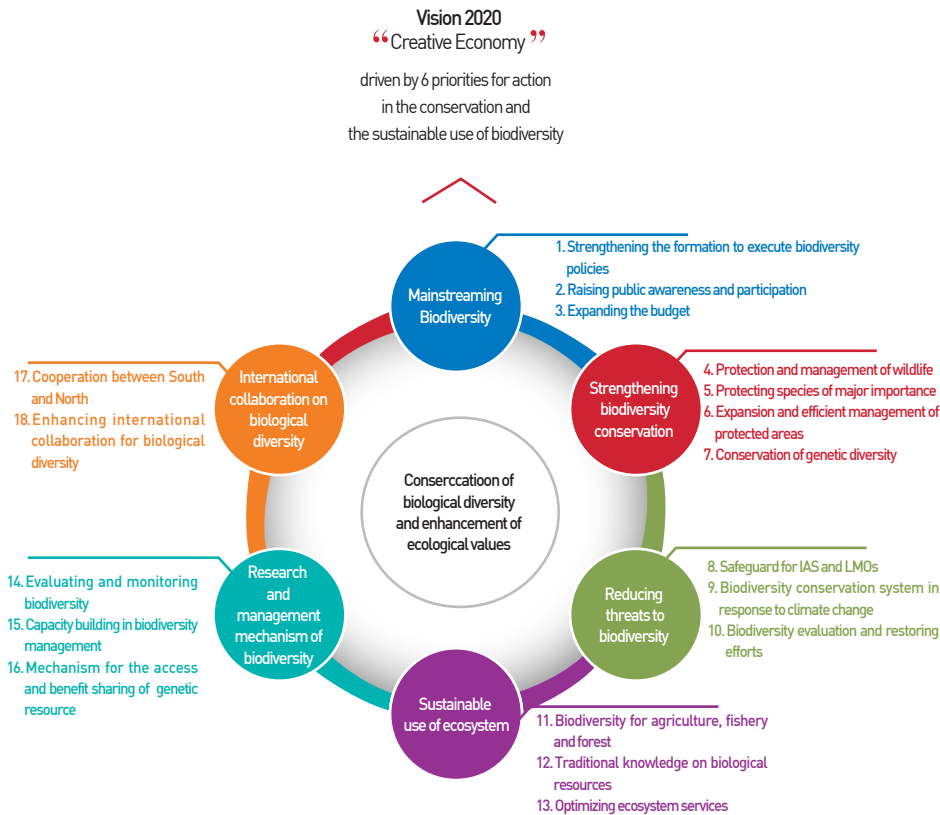 Vision 2020
“Creative Economy”
driven by 6 priorities for action
in the conservation and
the sustainable use of biodiversity
Mainstreaming
Biodiversity
1. Strengthening the formation to execute biodiversity
policies
2. Raising public awareness and participation
3. Expanding the budget
Strengthening
biodiversity
conservation
4. Protection and management of wildlife
5. Protecting species of major importance
6. Expansion and efficient management of
protected areas
7. Conservation of genetic diversity
Reducing
threats to
biodiversity
8. Safeguard for IAS and LMOs
9. Biodiversity conservation system in
response to climate change
10. Biodiversity evaluation and restoring
efforts
Sustainable
use of ecosystem
11. Biodiversity for agriculture, fishery
and forest
12. Traditional knowledge on biological
resources
13. Optimizing ecosystem services
Research
and
management
mechanism of
biodiversity
14. Evaluating and monitoring
biodiversity
15. Capacity building in biodiversity
management
16. Mechanism for the access
and benefit sharing of genetic
resource
International
collaboration on
biological
diversity
17. Cooperation between South
and North
18. Enhancing international
collaboration for biological
diversity
Conserccatioon of
biological diversity
and enhancement of
ecological values